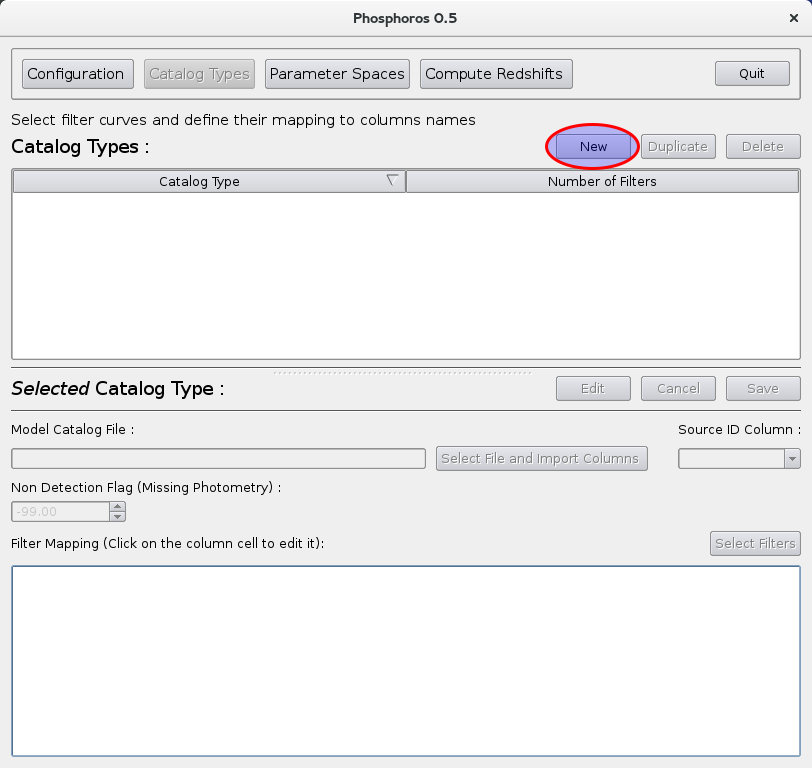 Phosphoros 0.5
Configuration Catalog Types Parameter Spaces Compute Redshifts Quit
Select filter curves and define their mapping to columns names
Catalog Types : New Duplicate Delete
Catalog Type Number of Filters
Selected Catalog Type : Edit Cancel Save
Model Catalog File : Source ID Column :
Select File and Import Columns
Non Detection Flag (Missing Photometry) :
-99.00
Filter Mapping (Click on the column cell to edit it): Select Filters